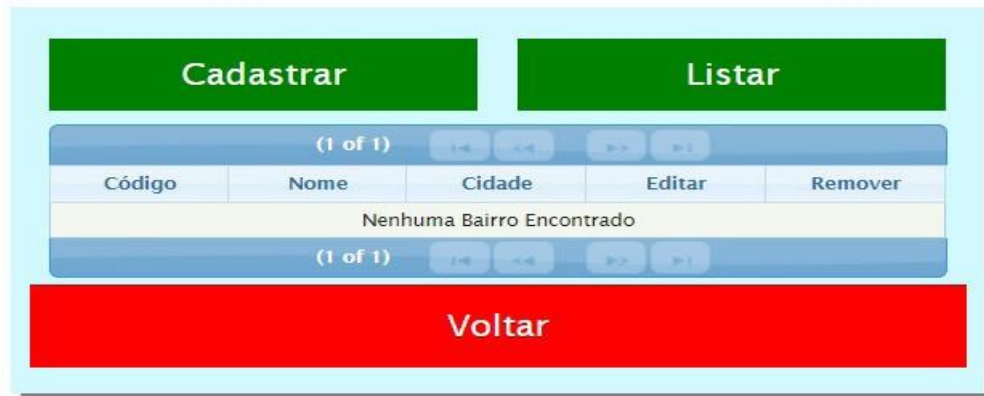 Cadastrar Listar
(1 of 1)
Código Nome Cidade Editar Remover
Nenhuma Bairro Encontrado
(1 of 1)
Voltar